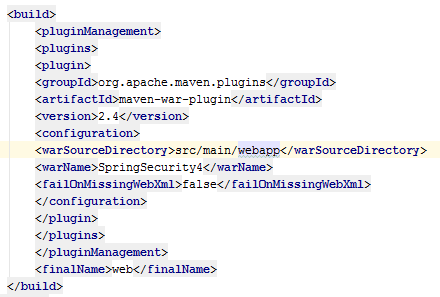 <build>
<pluginManagement>
<plugins>
<plugin>
<groupId>org.apache.maven.plugins</groupId>
<artifactId>maven-war-plugin</artifactId>
<version>2.4</version>
<configuration>
<warSourceDirectory>src/main/webapp</warSourceDirectory>
<warName>SpringSecurity4</warName>
<failOnMissingWebXml>false</failOnMissingWebXml>
</configuration>
</plugin>
</plugins>
</pluginManagement>
<finalName>web</finalName>
</build>